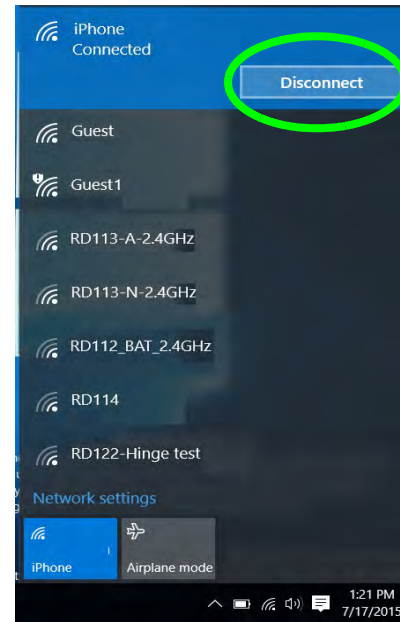 iPhone
Connected
Disconnect
Guest
Guest1
RD113-A-2.4GHz
RD113-N-2.4GHz
RD112_BAT_2.4GHz
RD114
RD122-Hinge test
Network settings
iPhone
Airplane mode
1:21 PM
7/17/2015